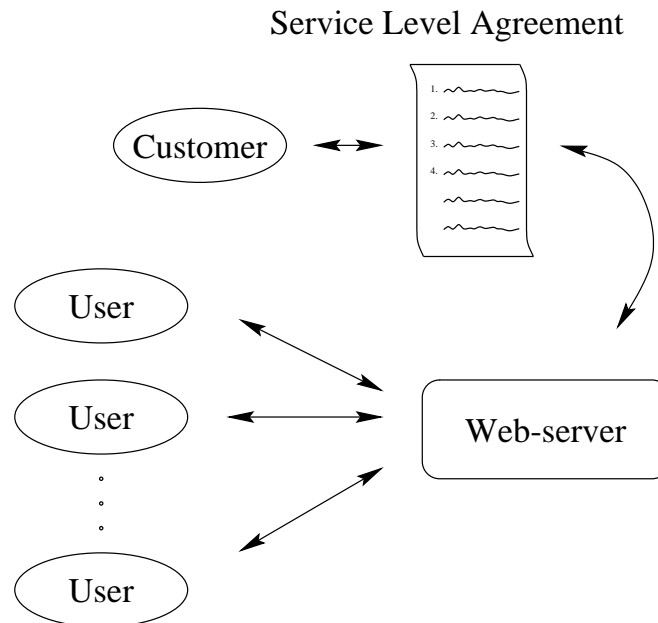 Service Level Agreement
1.
2.
3.
4.
Customer
User
User
User
Web-server